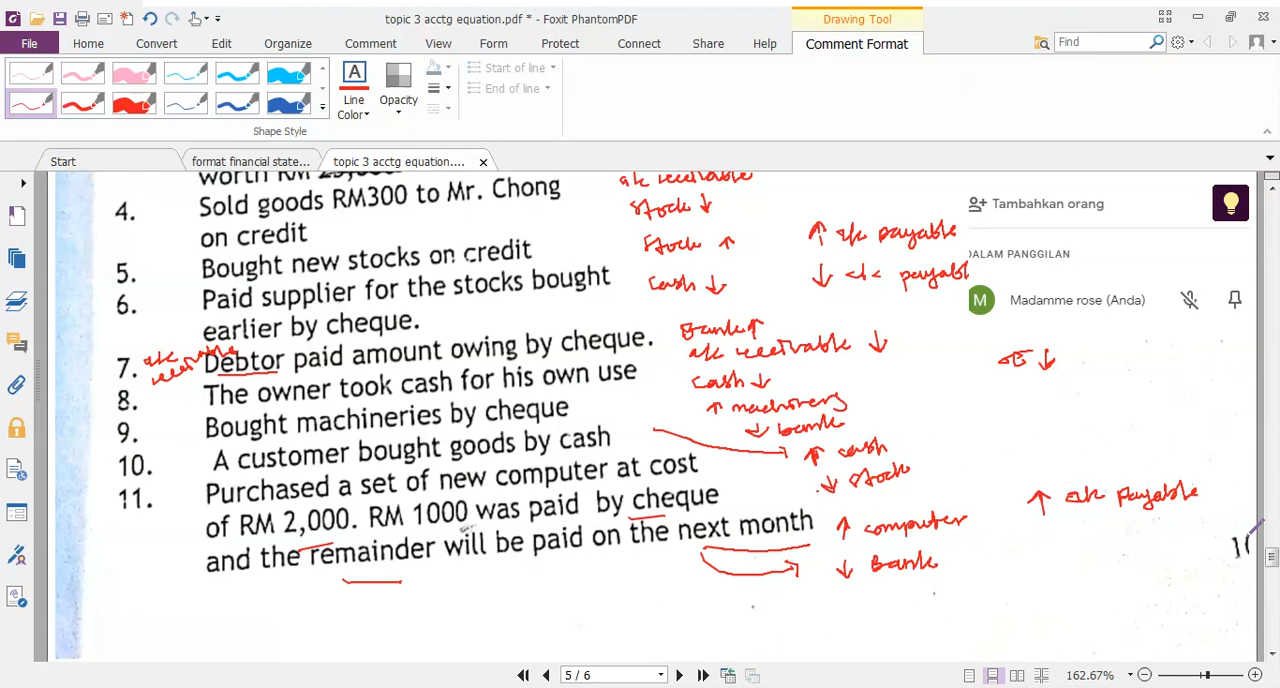 topic 3 acctg equation.pdf * - Foxit PhantomPDF
Drawing Tool
File Home Convert Edit Organize Comment View Form Protect Connect Share Help Comment Format
Find
Line Color
Opacity
Start of line
End of line
Shape Style
Start
format financial state...
topic 3 acctg equation....
worth RM
a/c receivable
4. Sold goods RM300 to Mr. Chong
on credit
stock ↓
5. Bought new stocks on credit
stock ↑
↑ a/c payable
6. Paid supplier for the stocks bought
earlier by cheque.
cash ↓
↓ a/c payabl
7. a/c receivable
Debtor paid amount owing by cheque.
Bank ↑
a/c receivable ↓
8. The owner took cash for his own use
cash ↓
OE ↓
9. Bought machineries by cheque
↑ machinery
↓ bank
10. A customer bought goods by cash
↑ cash
↓ stock
11. Purchased a set of new computer at cost
of RM 2,000. RM 1000 was paid by cheque
and the remainder will be paid on the next month
↑ computer
↓ Bank
↑ a/c Payable
Tambahkan orang
DALAM PANGGILAN
M
Madamme rose (Anda)
5 / 6
162.67%